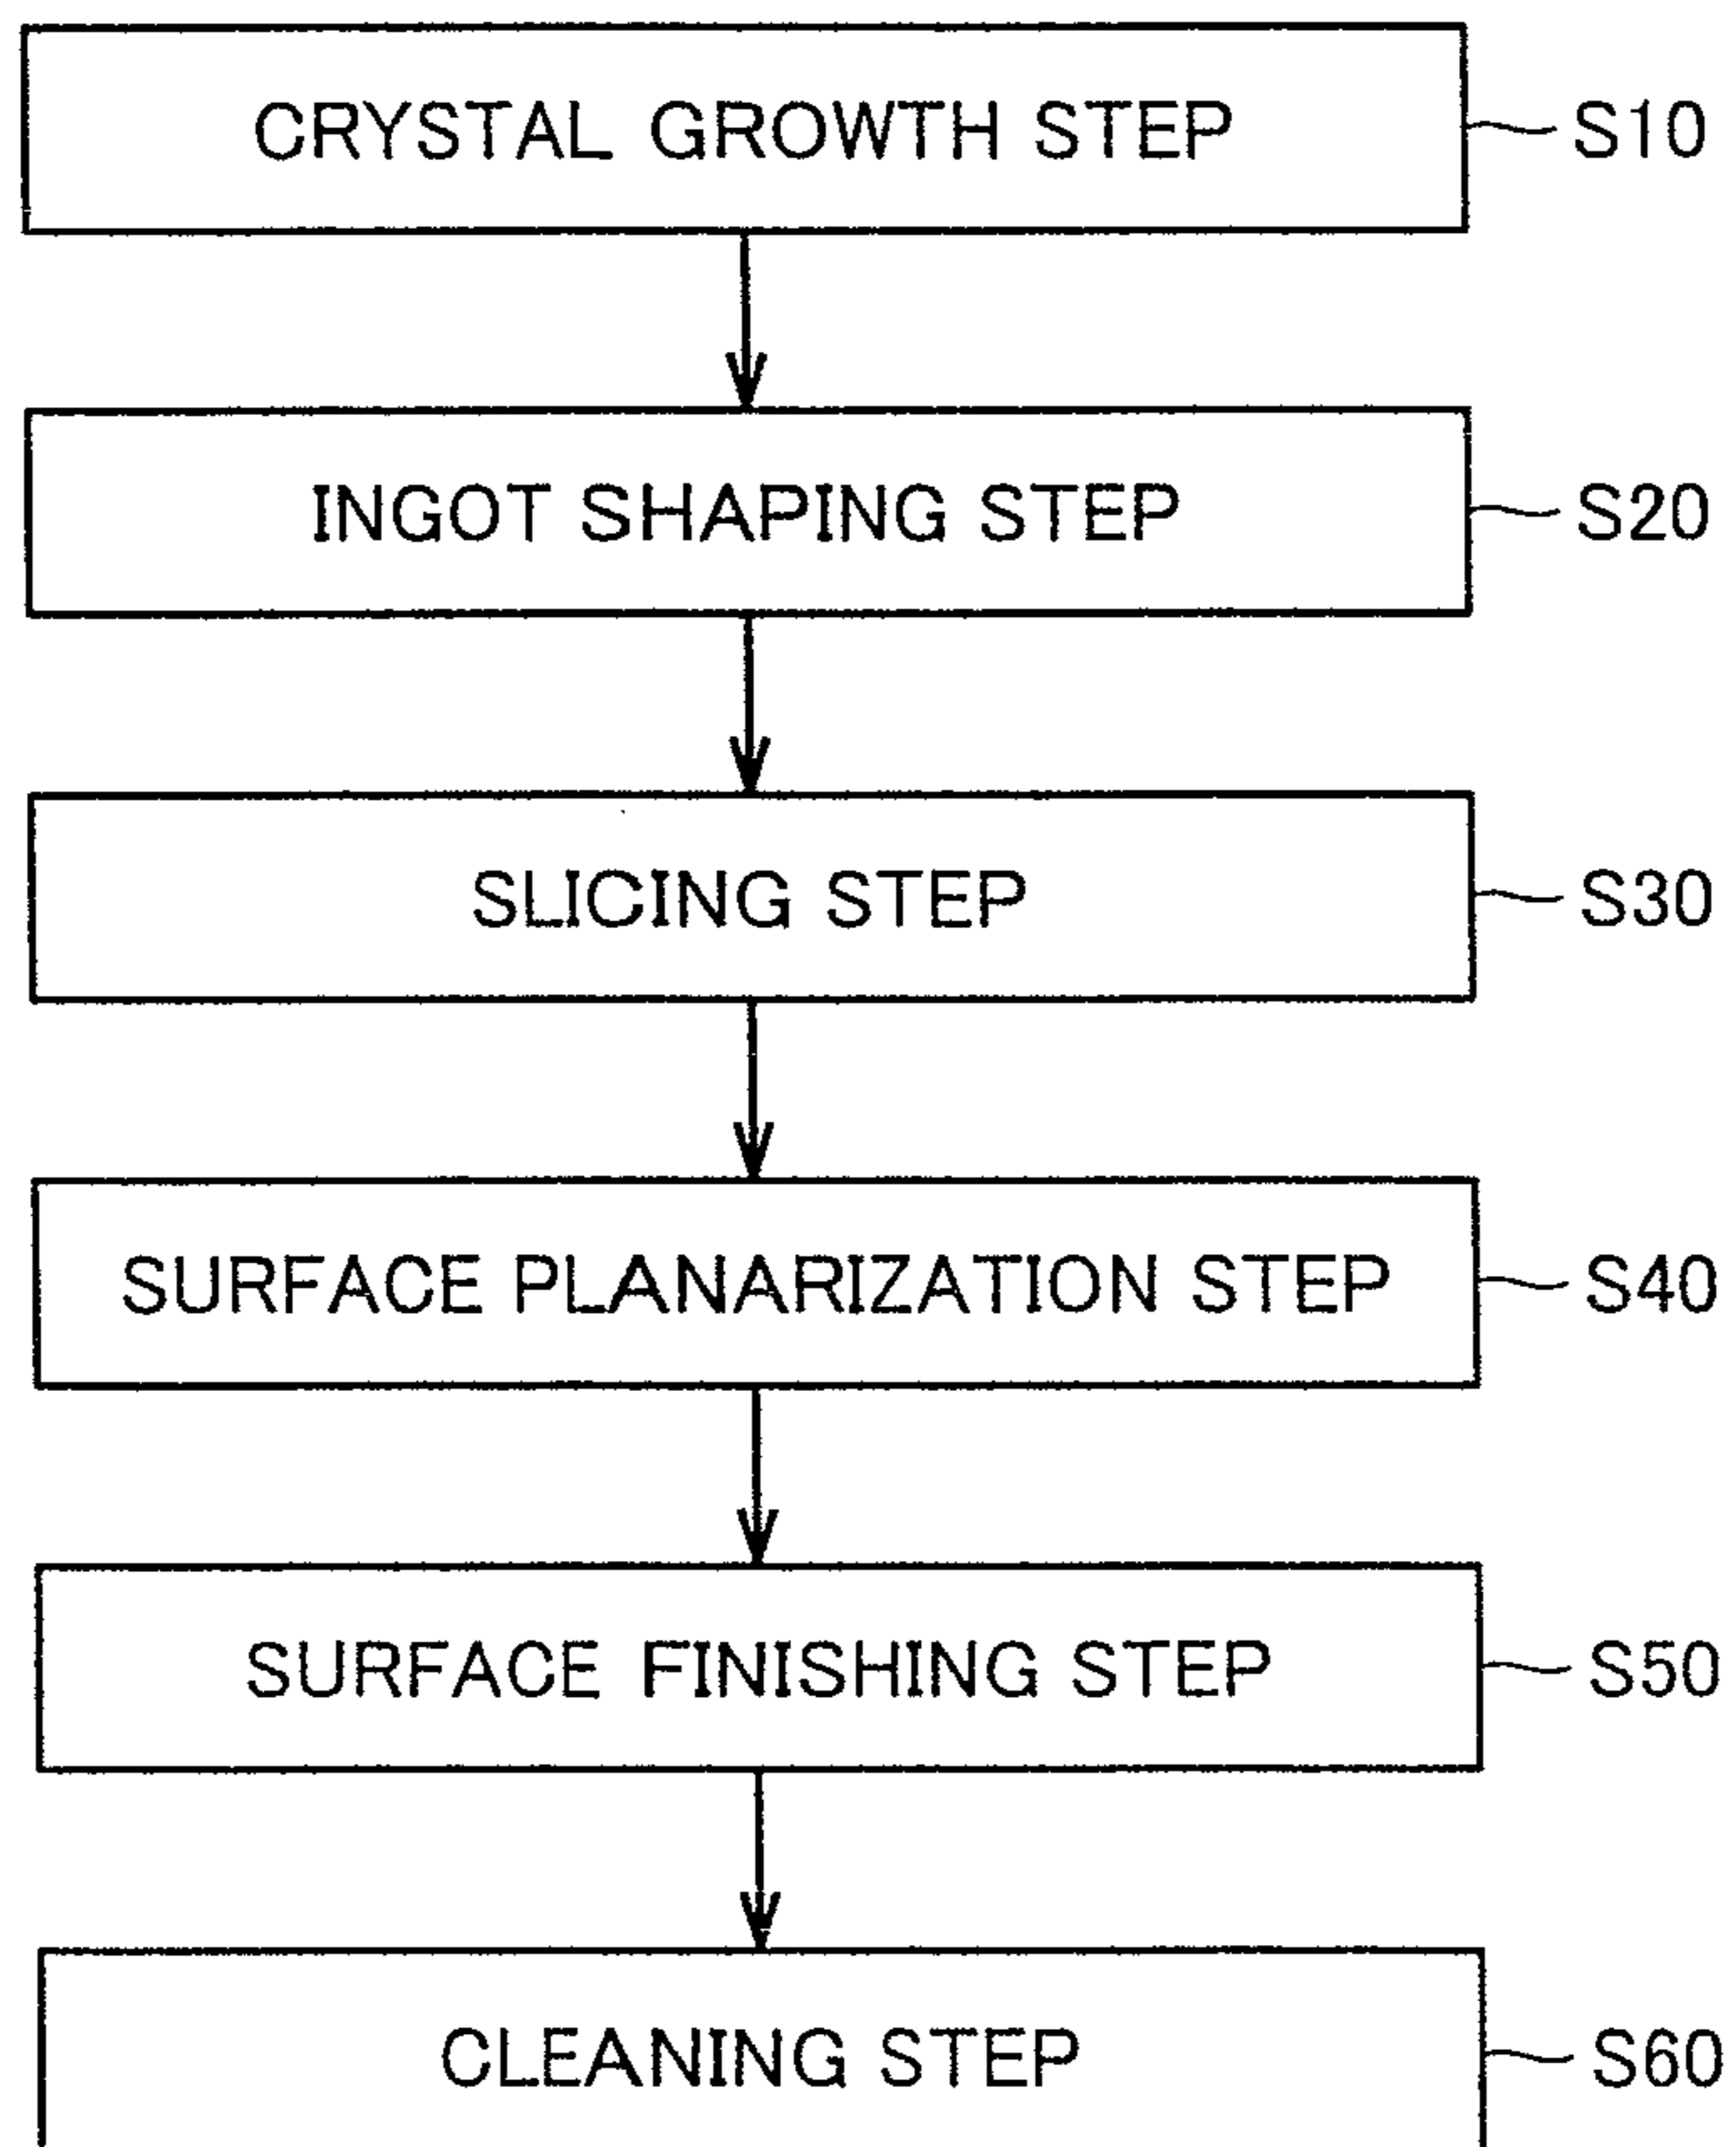 CRYSTAL GROWTH STEP S10
INGOT SHAPING STEP S20
SLICING STEP S30
SURFACE PLANARIZATION STEP S40
SURFACE FINISHING STEP S50
CLEANING STEP S60